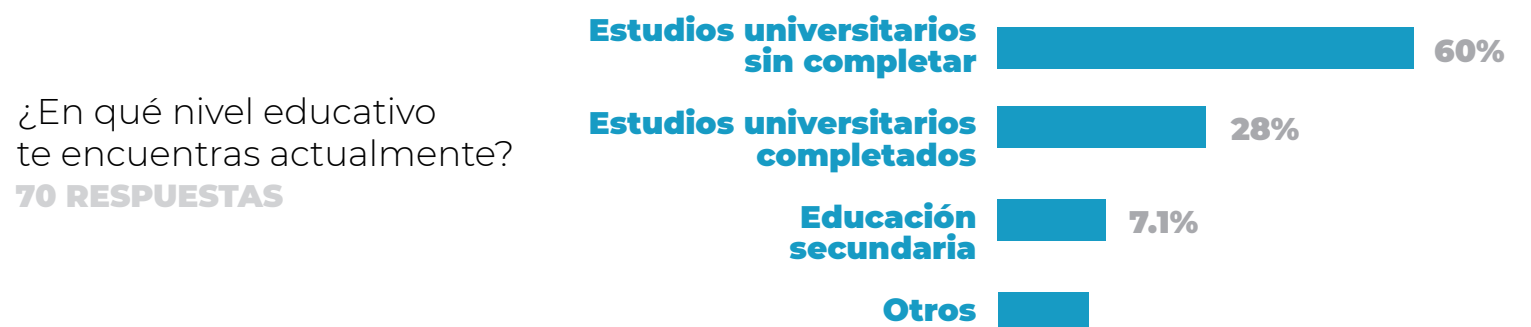 ¿En qué nivel educativo
te encuentras actualmente?
70 RESPUESTAS
Estudios universitarios
sin completar
60%
Estudios universitarios
completados
28%
Educación
secundaria
7.1%
Otros